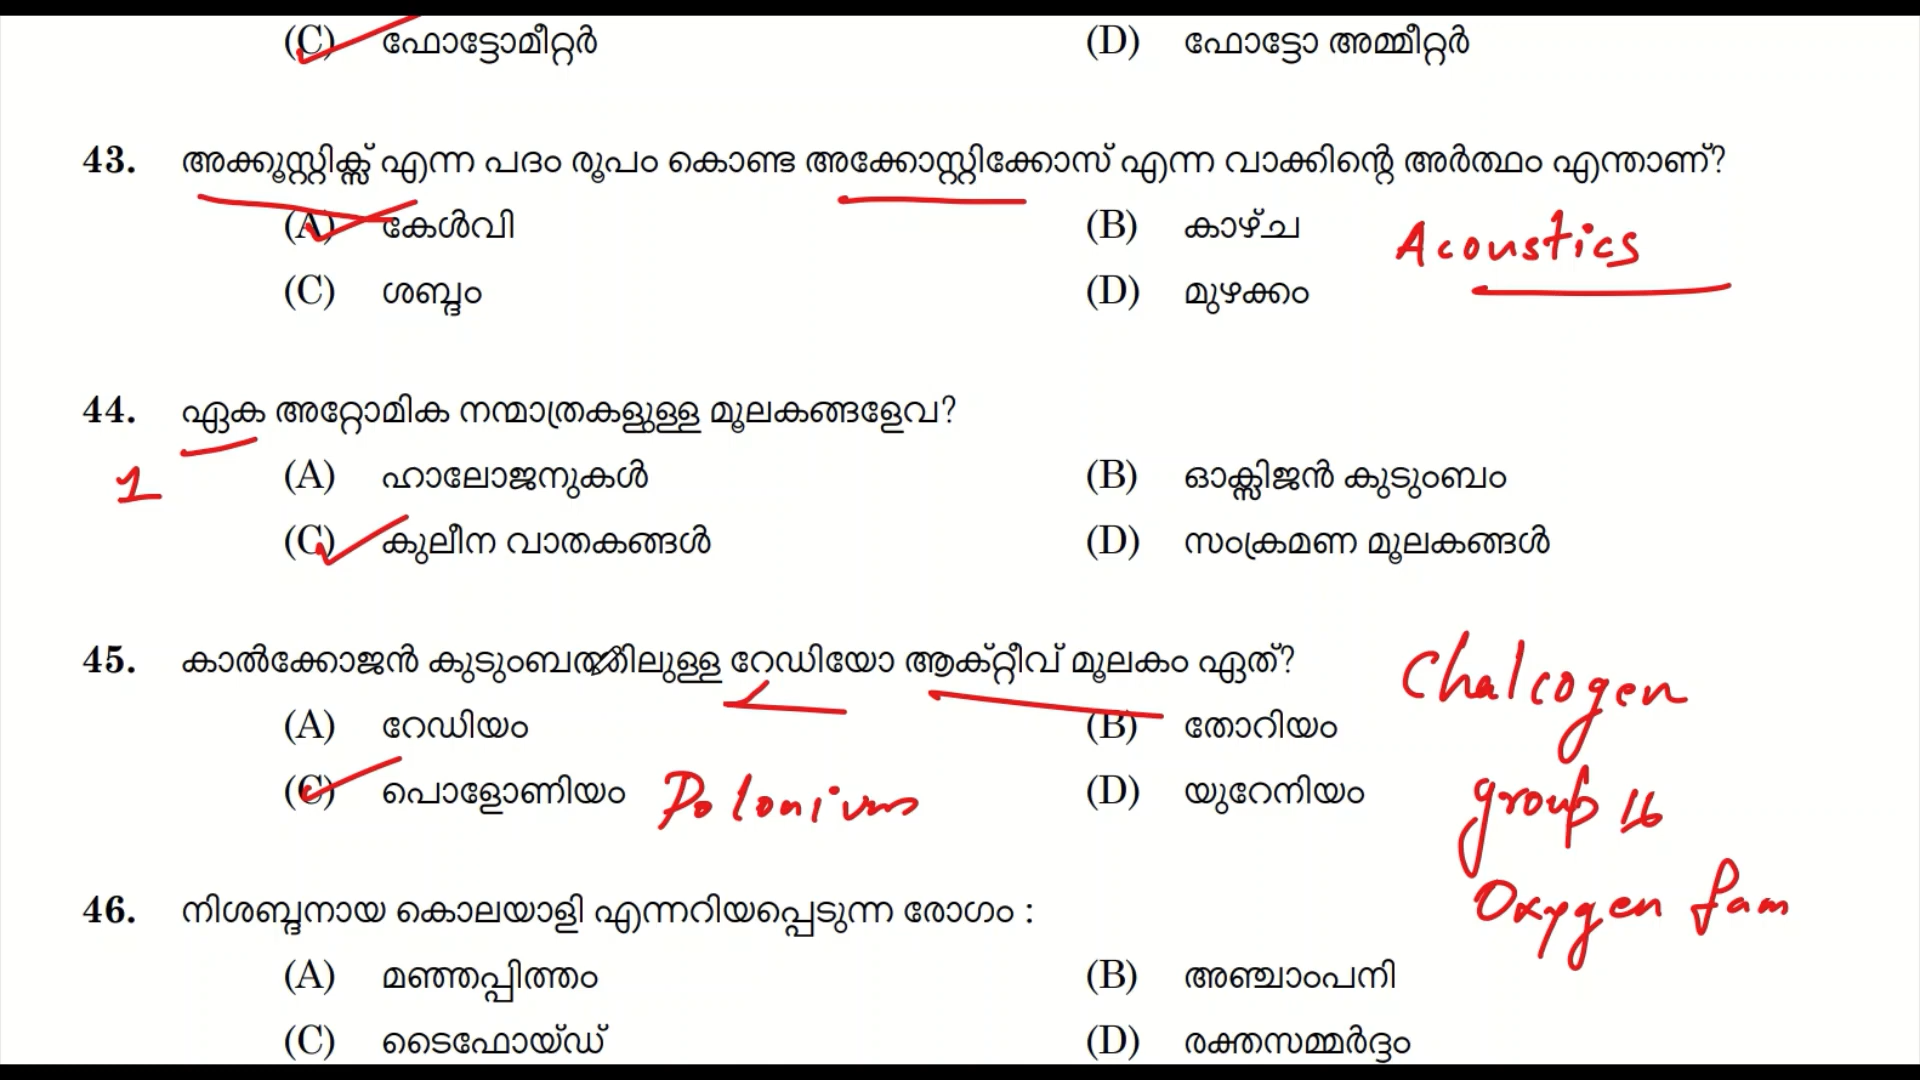 (C) ഫോട്ടോമീറ്റർ (D) ഫോട്ടോ അമ്മീറ്റർ
43. അക്കൂസ്റ്റിക്സ് എന്ന പദം രൂപം കൊണ്ട അക്കോസ്റ്റിക്കോസ് എന്ന വാക്കിന്റെ അർത്ഥം എന്താണ്?
(A) കേൾവി (B) കാഴ്ച Acoustics
(C) ശബ്ദം (D) മുഴക്കം
44. ഏക അറ്റോമിക നന്മാത്രകളുള്ള മൂലകങ്ങളേവ?
1 (A) ഹാലോജനുകൾ (B) ഓക്സിജൻ കുടുംബം
(C) കുലീന വാതകങ്ങൾ (D) സംക്രമണ മൂലകങ്ങൾ
45. കാൽക്കോജൻ കുടുംബത്തിലുള്ള റേഡിയോ ആക്റ്റീവ് മൂലകം ഏത്? Chalcogen
(A) റേഡിയം (B) തോറിയം
(C) പൊളോണിയം Polonium (D) യുറേനിയം group 16
Oxygen fam
46. നിശബ്ദനായ കൊലയാളി എന്നറിയപ്പെടുന്ന രോഗം :
(A) മഞ്ഞപ്പിത്തം (B) അഞ്ചാംപനി
(C) ടൈഫോയ്ഡ് (D) രക്തസമ്മർദ്ദം